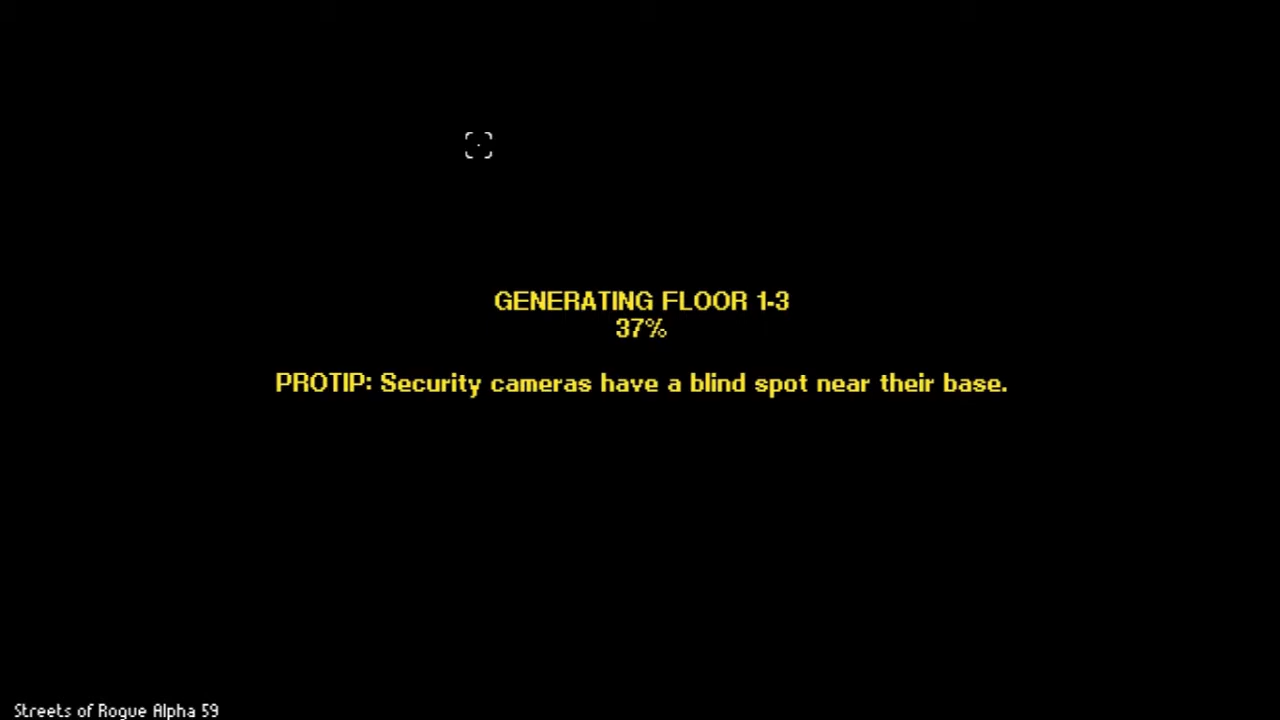 GENERATING FLOOR 1-3
37%
PROTIP: Security cameras have a blind spot near their base.
Streets of Rogue Alpha 59